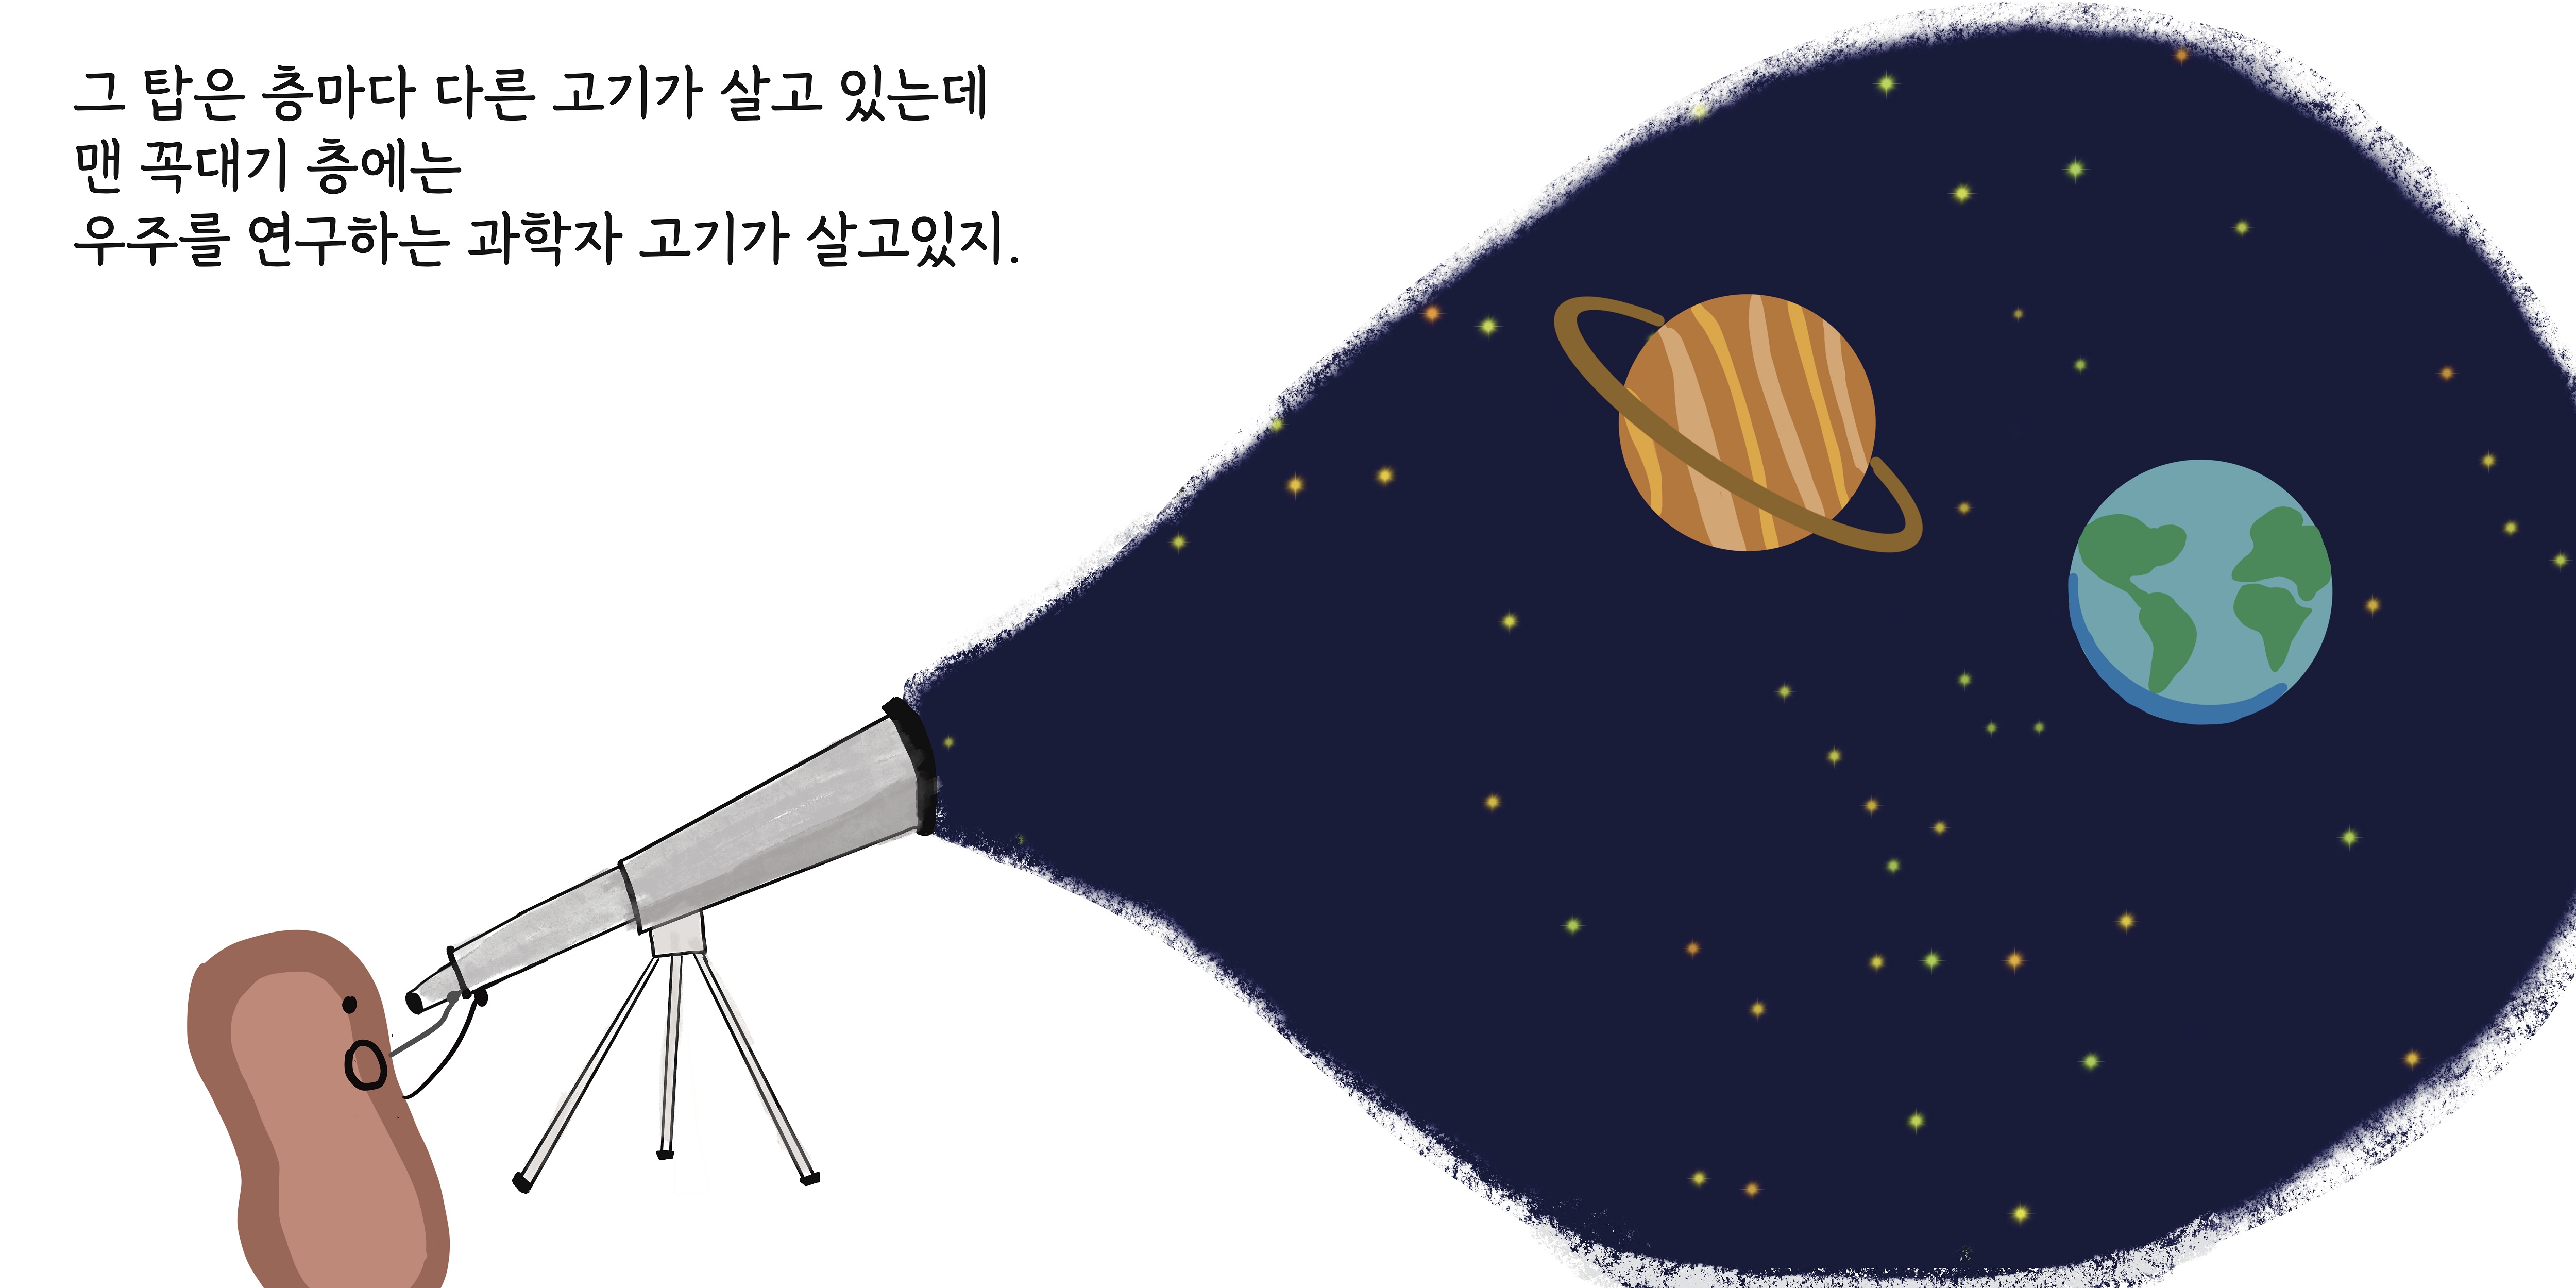 그 탑은 층마다 다른 고기가 살고 있는데
맨 꼭대기 층에는
우주를 연구하는 과학자 고기가 살고있지.